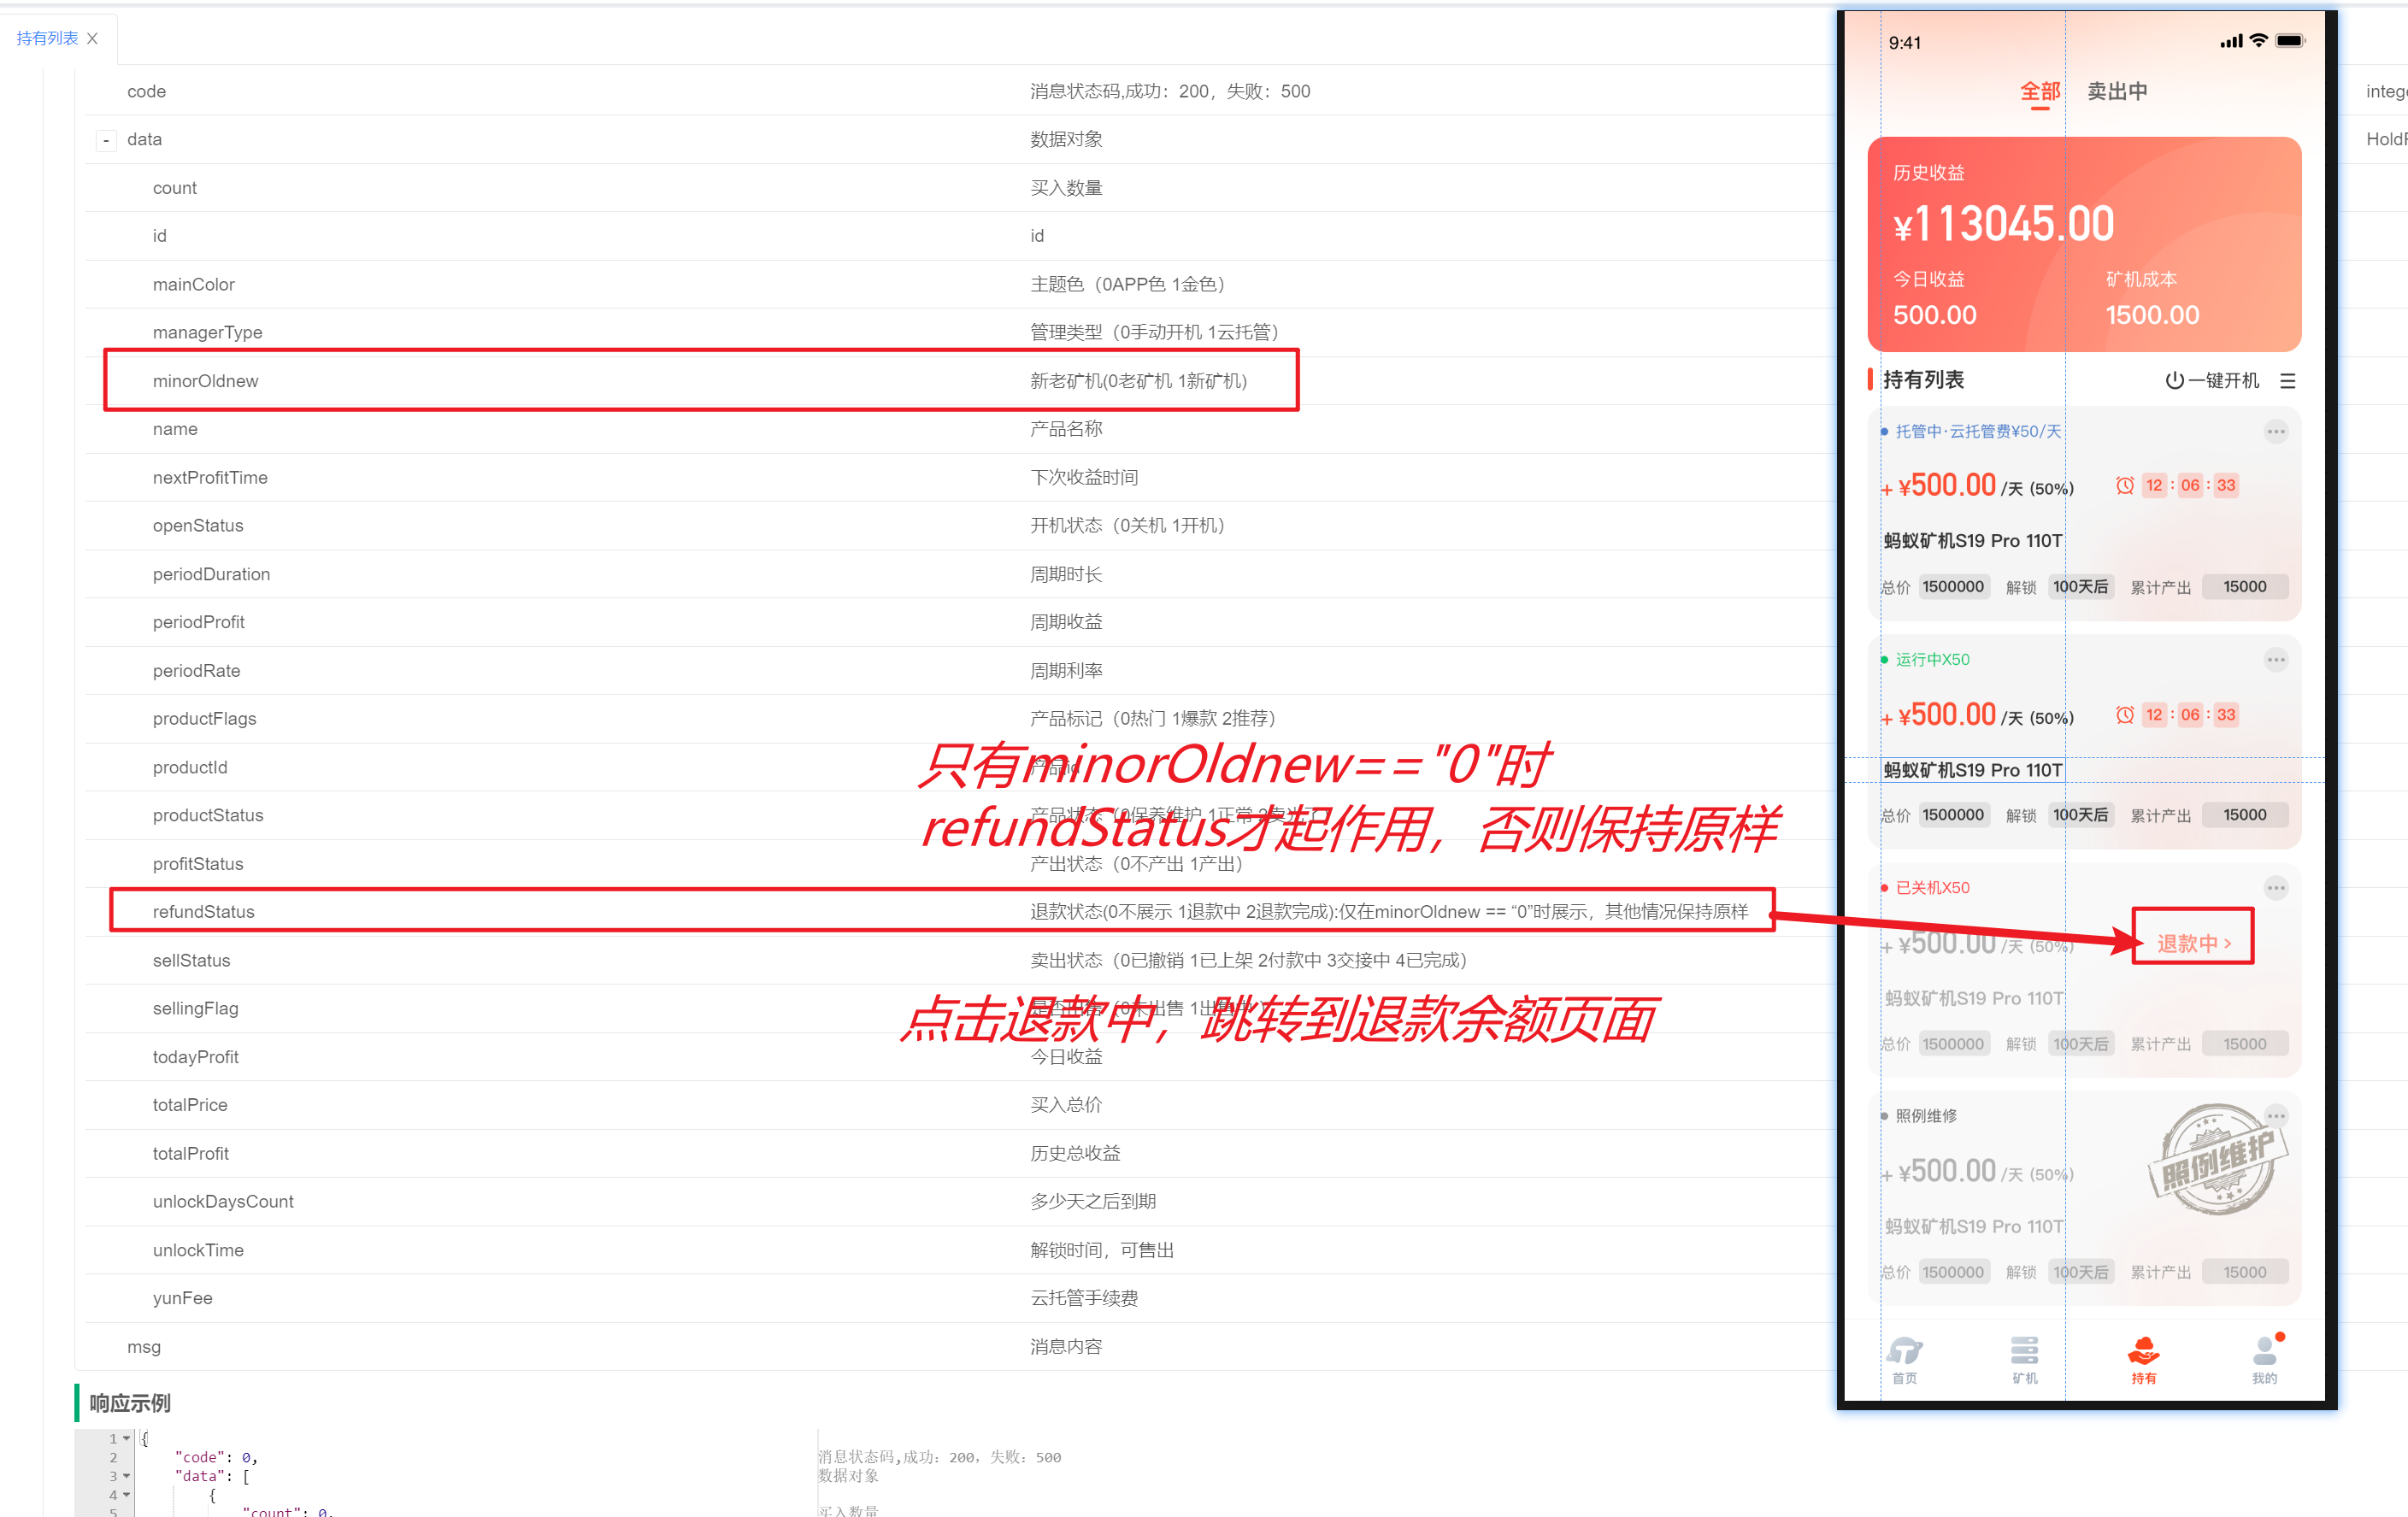 持有列表 X
code 消息状态码,成功：200，失败：500 intege
- data 数据对象 HoldF
count 买入数量
id id
mainColor 主题色（0APP色 1金色）
managerType 管理类型（0手动开机 1云托管）
minorOldnew 新老矿机(0老矿机 1新矿机)
name 产品名称
nextProfitTime 下次收益时间
openStatus 开机状态（0关机 1开机）
periodDuration 周期时长
periodProfit 周期收益
periodRate 周期利率
productFlags 产品标记（0热门 1爆款 2推荐）
productId 产品id
只有minorOldnew=="0"时
productStatus 产品状态（0保养维护 1正常 2卖光了
refundStatus才起作用，否则保持原样
profitStatus 产出状态（0不产出 1产出）
refundStatus 退款状态(0不展示 1退款中 2退款完成):仅在minorOldnew == “0”时展示，其他情况保持原样
sellStatus 卖出状态（0已撤销 1已上架 2付款中 3交接中 4已完成）
sellingFlag 是否出售（0未出售 1出售中）
点击退款中，跳转到退款余额页面
todayProfit 今日收益
totalPrice 买入总价
totalProfit 历史总收益
unlockDaysCount 多少天之后到期
unlockTime 解锁时间，可售出
yunFee 云托管手续费
msg 消息内容
响应示例
1 {
2 "code": 0, 消息状态码,成功：200，失败：500
3 "data": [ 数据对象
4 {
5 "count": 0, 买入数量
9:41
全部 卖出中
历史收益
¥113045.00
今日收益 矿机成本
500.00 1500.00
持有列表 一键开机
托管中·云托管费¥50/天
+ ¥500.00 /天 (50%) 12 : 06 : 33
蚂蚁矿机S19 Pro 110T
总价 1500000 解锁 100天后 累计产出 15000
运行中X50
+ ¥500.00 /天 (50%) 12 : 06 : 33
蚂蚁矿机S19 Pro 110T
总价 1500000 解锁 100天后 累计产出 15000
已关机X50
+ ¥500.00 /天 (50%) 退款中 >
蚂蚁矿机S19 Pro 110T
总价 1500000 解锁 100天后 累计产出 15000
照例维修
照例维护
+ ¥500.00 /天 (50%)
蚂蚁矿机S19 Pro 110T
总价 1500000 解锁 100天后 累计产出 15000
首页 矿机 持有 我的